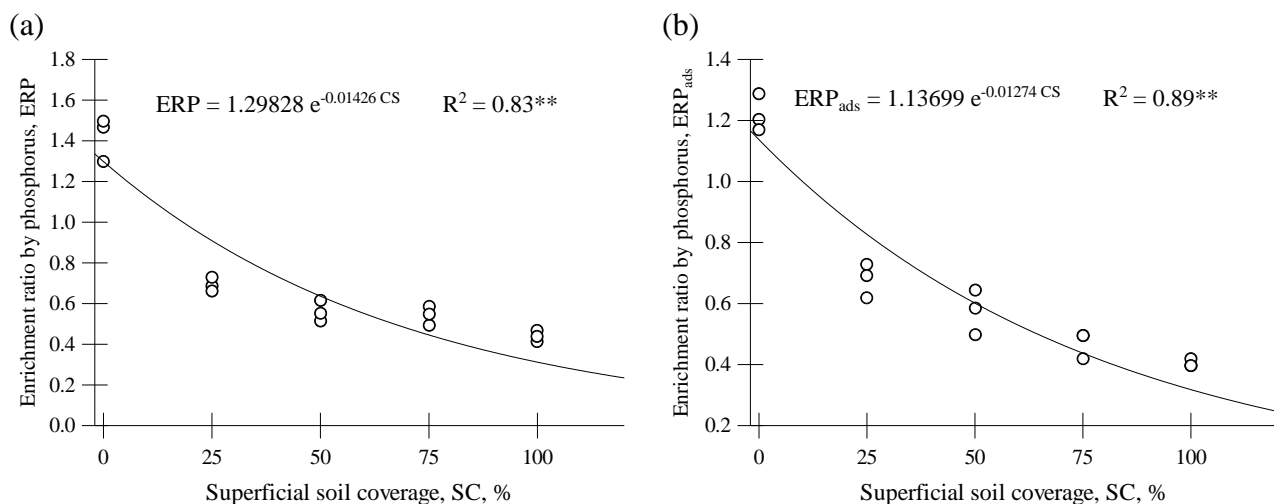 (a)
Enrichment ratio by phosphorus, ERP
1.8
1.6
1.4
1.2
1.0
0.8
0.6
0.4
0.2
0.0
ERP = 1.29828 e^-0.01426 CS R^2 = 0.83**
0 25 50 75 100
Superficial soil coverage, SC, %
(b)
Enrichment ratio by phosphorus, ERP_ads
1.4
1.2
1.0
0.8
0.6
0.4
0.2
ERP_ads = 1.13699 e^-0.01274 CS R^2 = 0.89**
0 25 50 75 100
Superficial soil coverage, SC, %